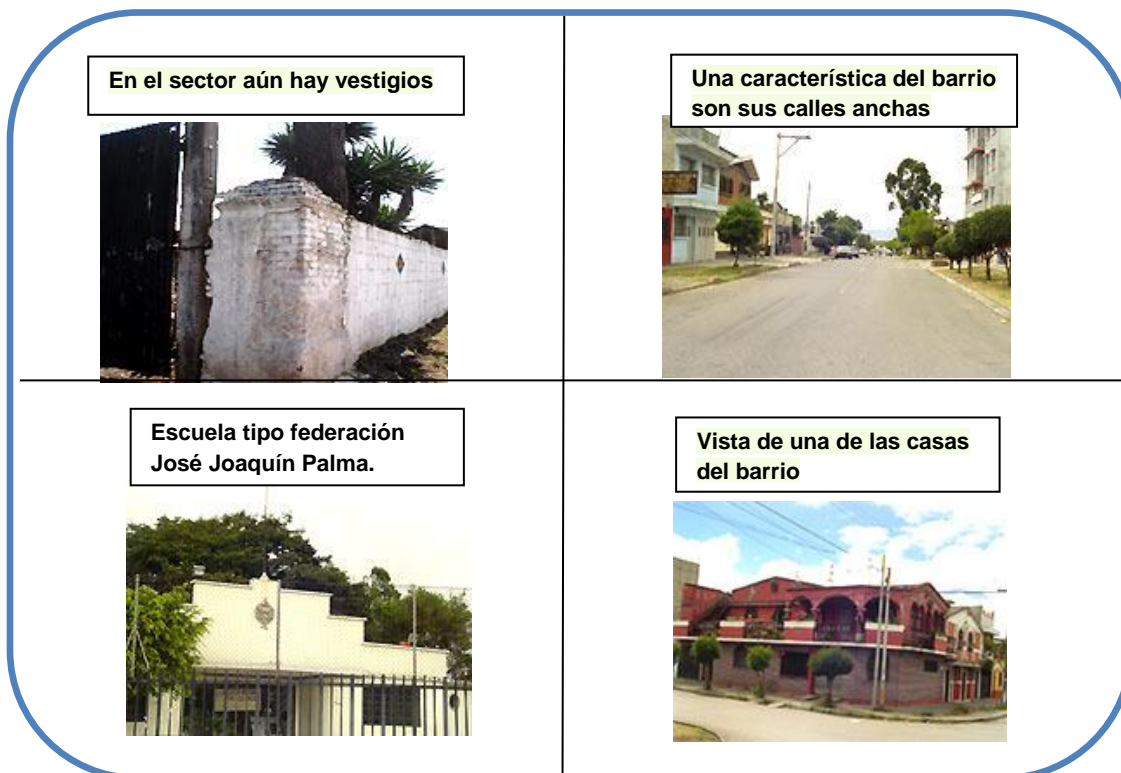 En el sector aún hay vestigios
Una característica del barrio
son sus calles anchas
Escuela tipo federación
José Joaquín Palma.
Vista de una de las casas
del barrio